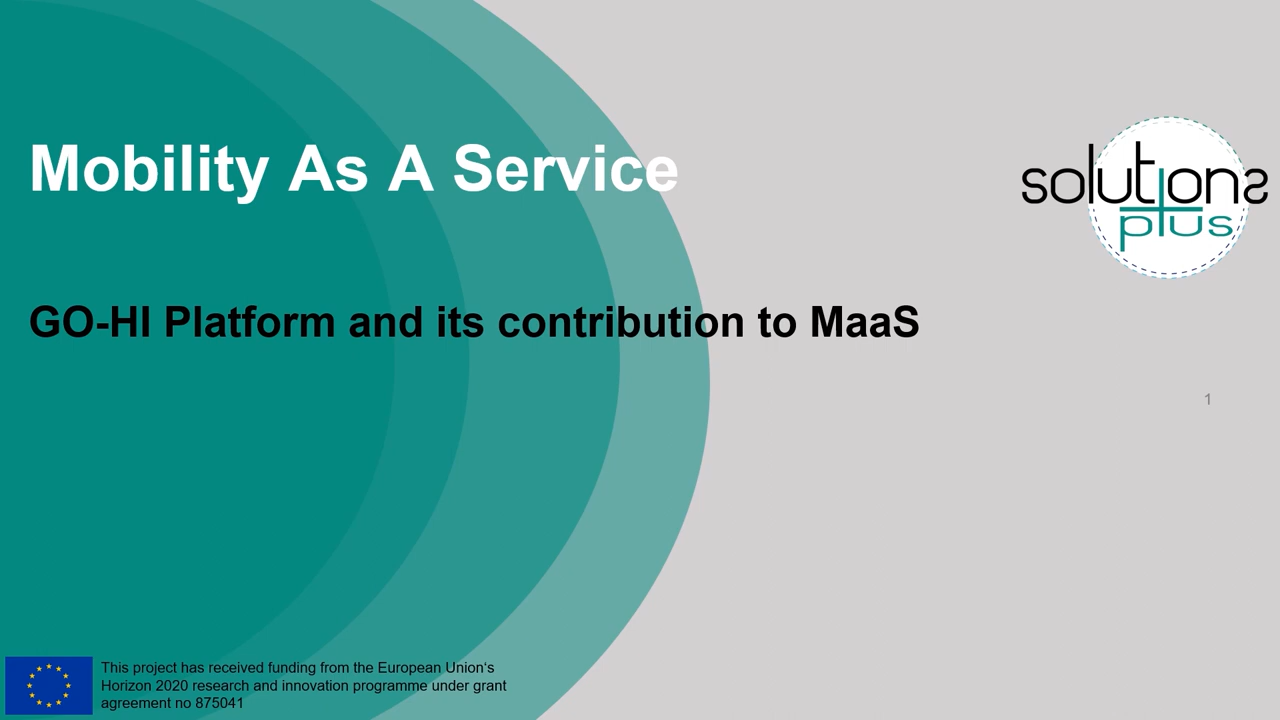 Mobility As A Service
solutions
plus
GO-HI Platform and its contribution to MaaS
1
This project has received funding from the European Union‘s
Horizon 2020 research and innovation programme under grant
agreement no 875041